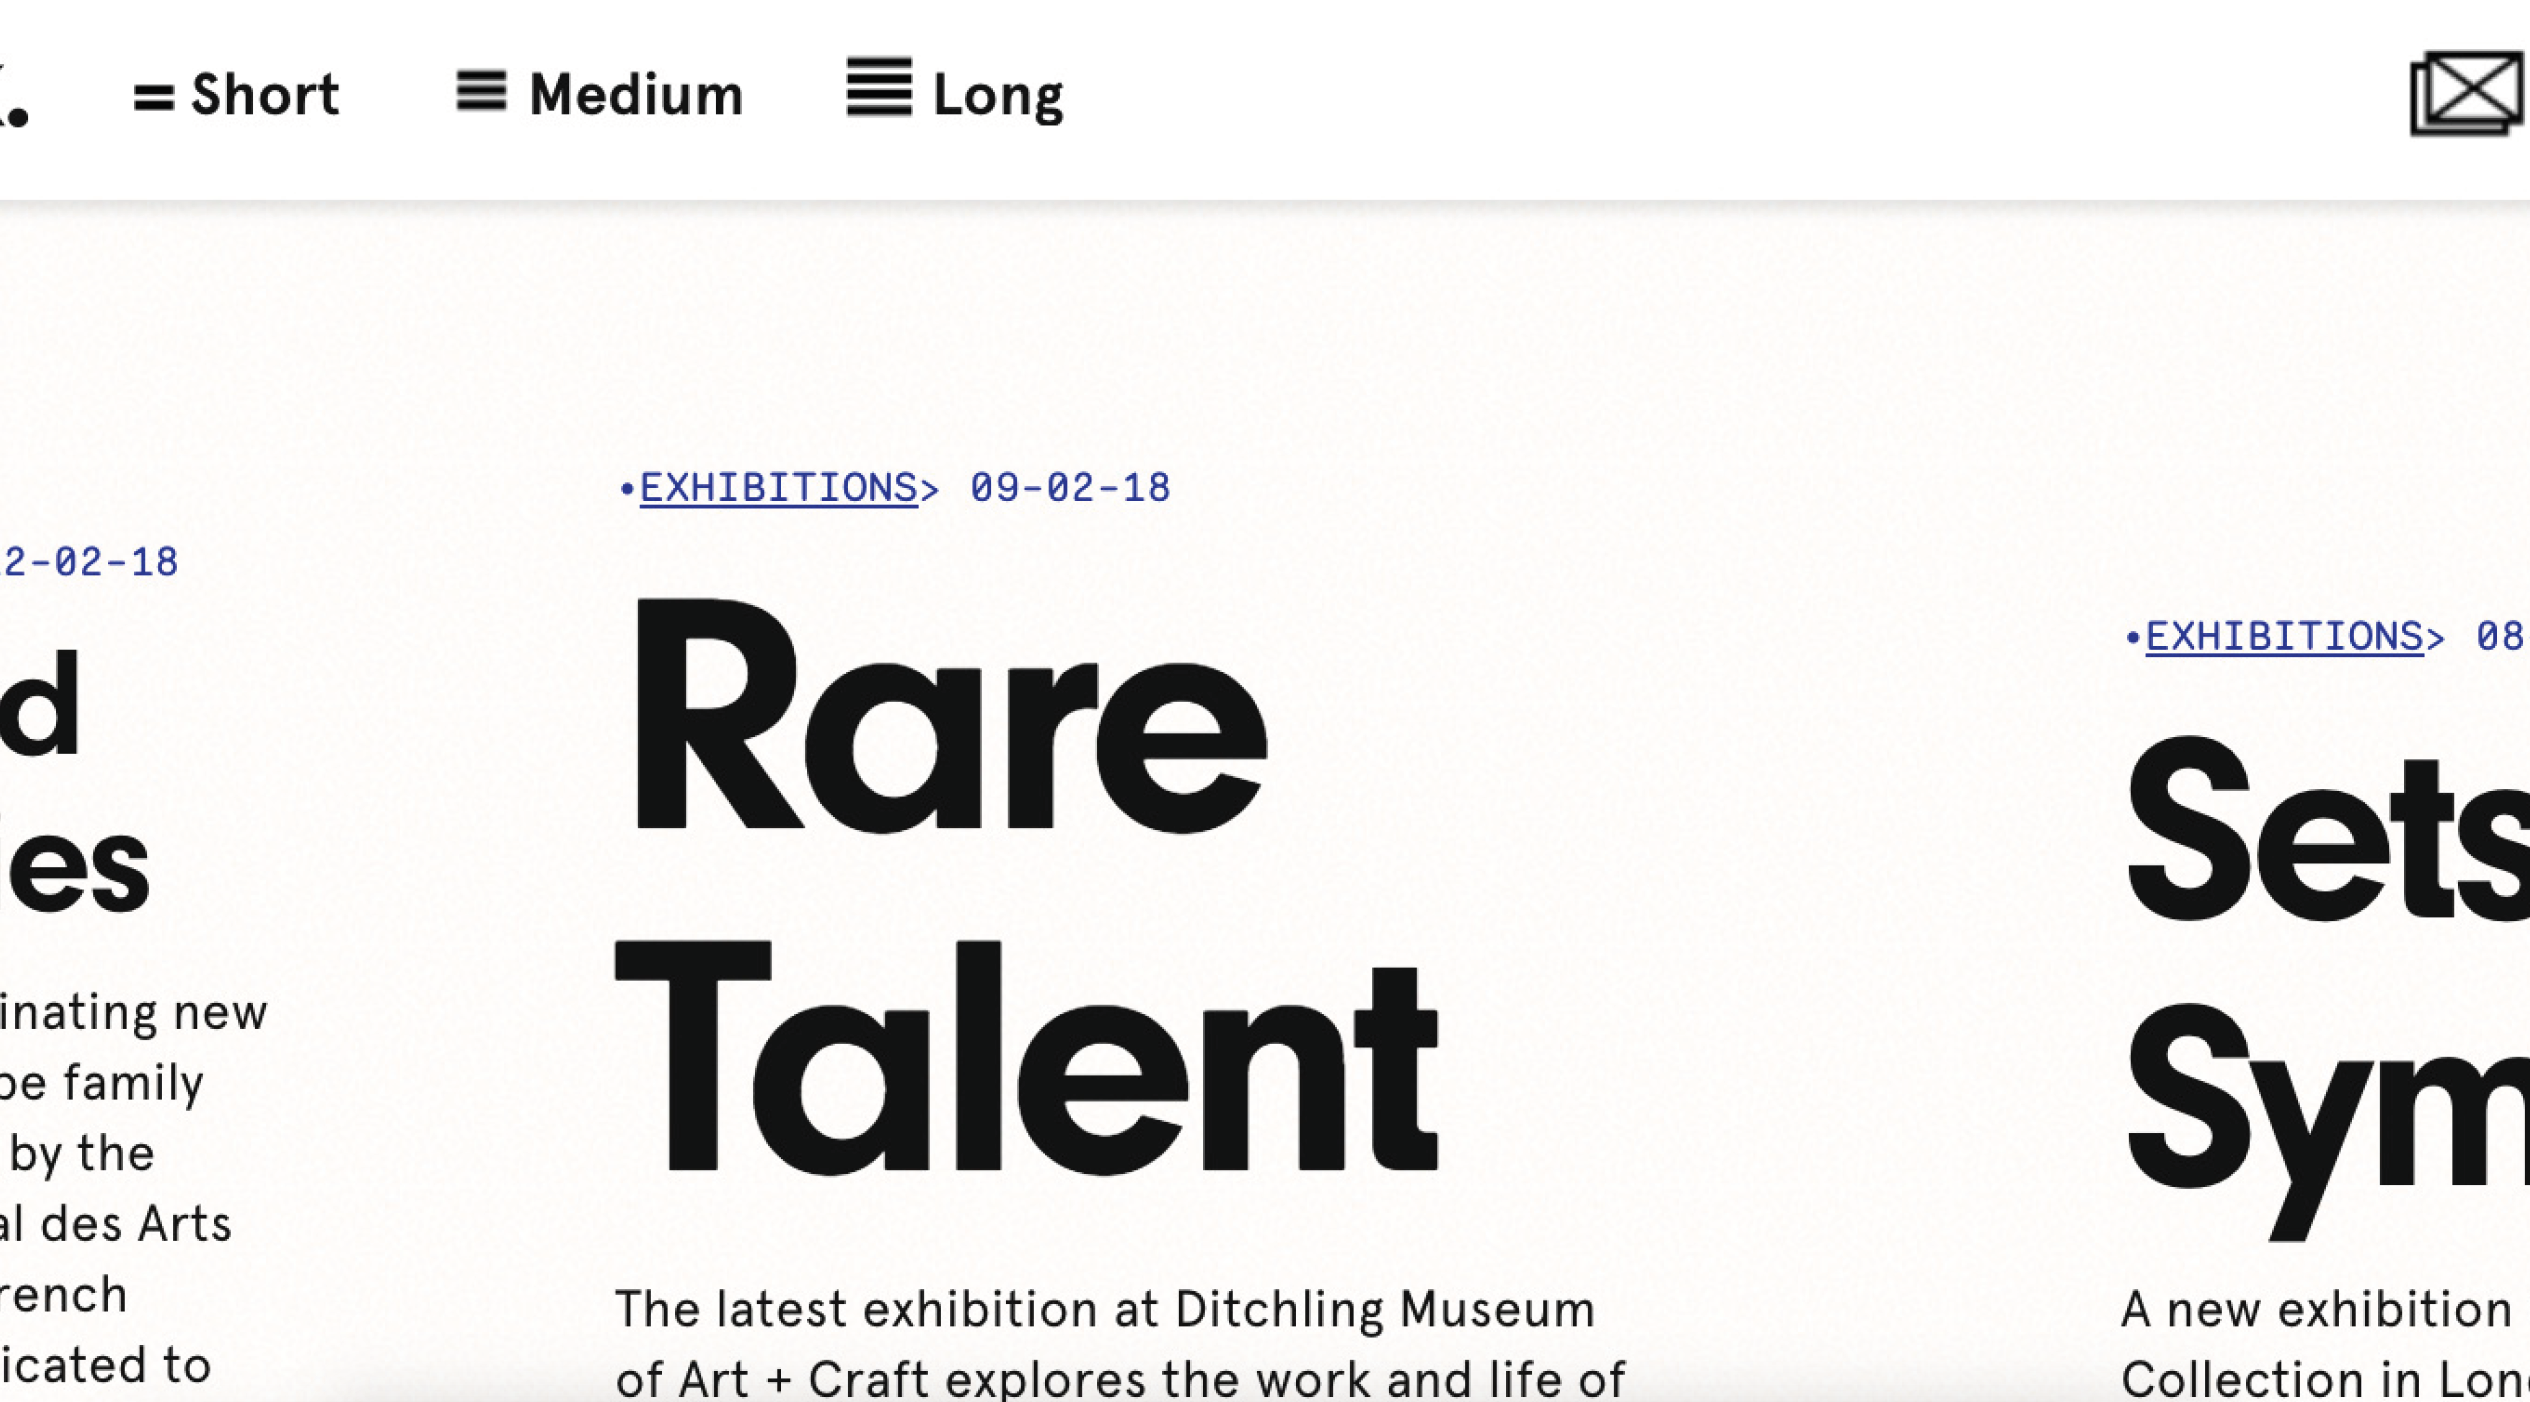 Short
Medium
Long
2-02-18
d
ies
inating new
family
by the
al des Arts
rench
icated to
•EXHIBITIONS> 09-02-18
Rare
Talent
The latest exhibition at Ditchling Museum
of Art + Craft explores the work and life of
•EXHIBITIONS> 08
Sets
Sym
A new exhibition
Collection in Lon